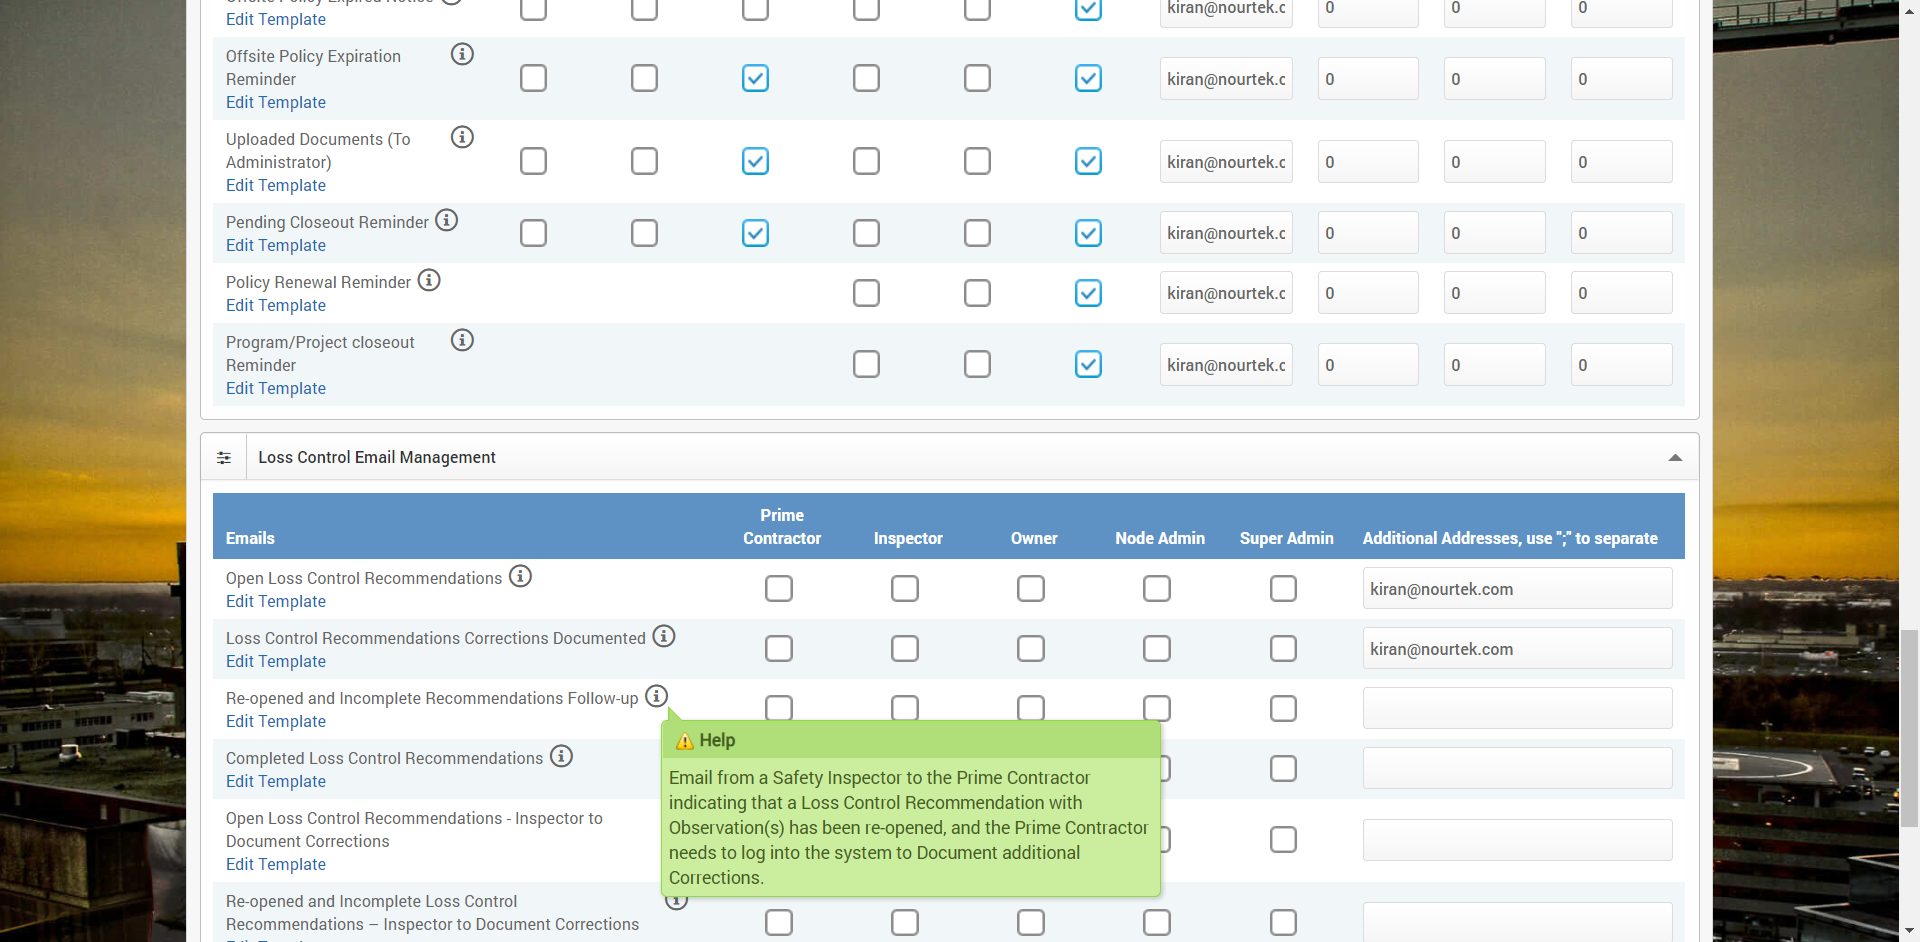 Offsite Policy Expired Notice
Edit Template
kiran@nourtek.c 0 0 0
Offsite Policy Expiration
Reminder
Edit Template
kiran@nourtek.c 0 0 0
Uploaded Documents (To
Administrator)
Edit Template
kiran@nourtek.c 0 0 0
Pending Closeout Reminder
Edit Template
kiran@nourtek.c 0 0 0
Policy Renewal Reminder
Edit Template
kiran@nourtek.c 0 0 0
Program/Project closeout
Reminder
Edit Template
kiran@nourtek.c 0 0 0
Loss Control Email Management
Emails Prime Contractor Inspector Owner Node Admin Super Admin Additional Addresses, use ";" to separate
Open Loss Control Recommendations
Edit Template
kiran@nourtek.com
Loss Control Recommendations Corrections Documented
Edit Template
kiran@nourtek.com
Re-opened and Incomplete Recommendations Follow-up
Edit Template
Help
Email from a Safety Inspector to the Prime Contractor
indicating that a Loss Control Recommendation with
Observation(s) has been re-opened, and the Prime Contractor
needs to log into the system to Document additional
Corrections.
Completed Loss Control Recommendations
Edit Template
Open Loss Control Recommendations - Inspector to
Document Corrections
Edit Template
Re-opened and Incomplete Loss Control
Recommendations – Inspector to Document Corrections